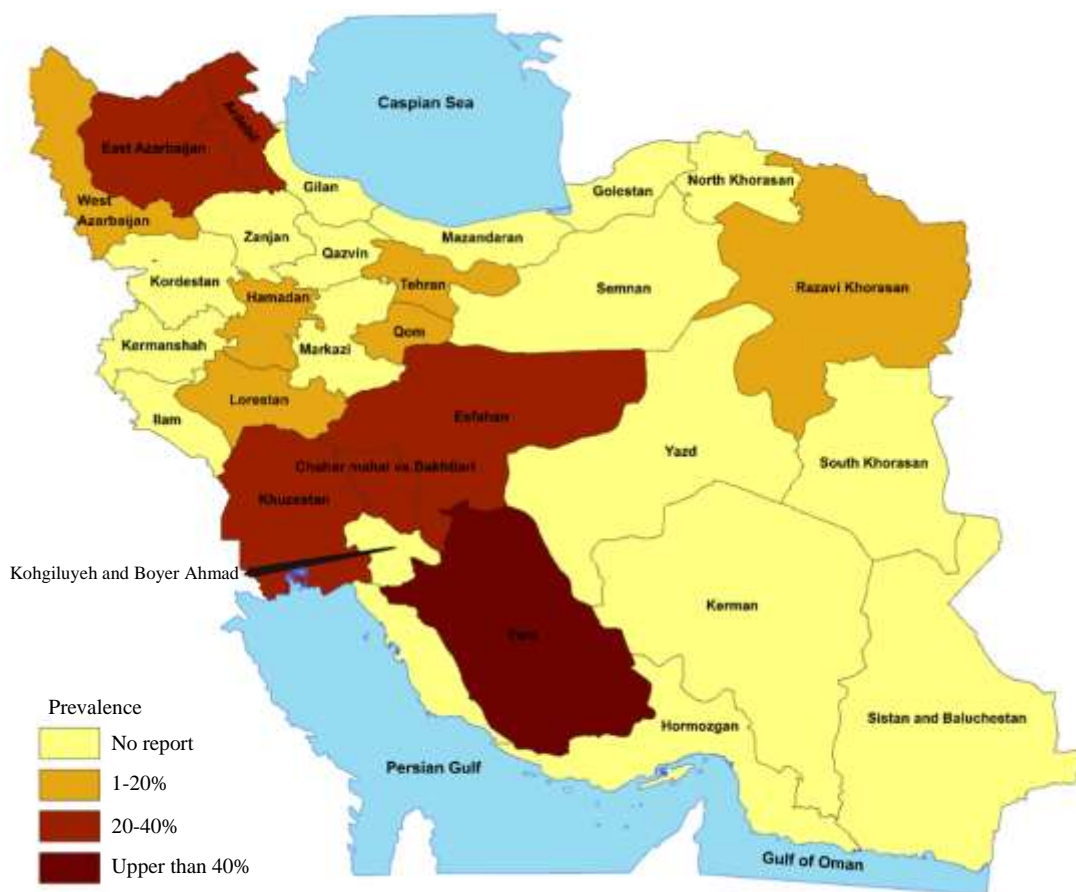 Caspian Sea
East Azarbaijan
Ardabil
West
Azarbaijan
Gilan
Golestan
North Khorasan
Zanjan
Qazvin
Mazandaran
Kordestan
Hamadan
Tehran
Semnan
Razavi Khorasan
Kermanshah
Markazi
Qom
Ilam
Lorestan
Esfahan
Yazd
South Khorasan
Chahar mahal va Bakhtiari
Khuzestan
Kohgiluyeh and Boyer Ahmad
Fars
Kerman
Hormozgan
Sistan and Baluchestan
Persian Gulf
Gulf of Oman
Prevalence
No report
1-20%
20-40%
Upper than 40%